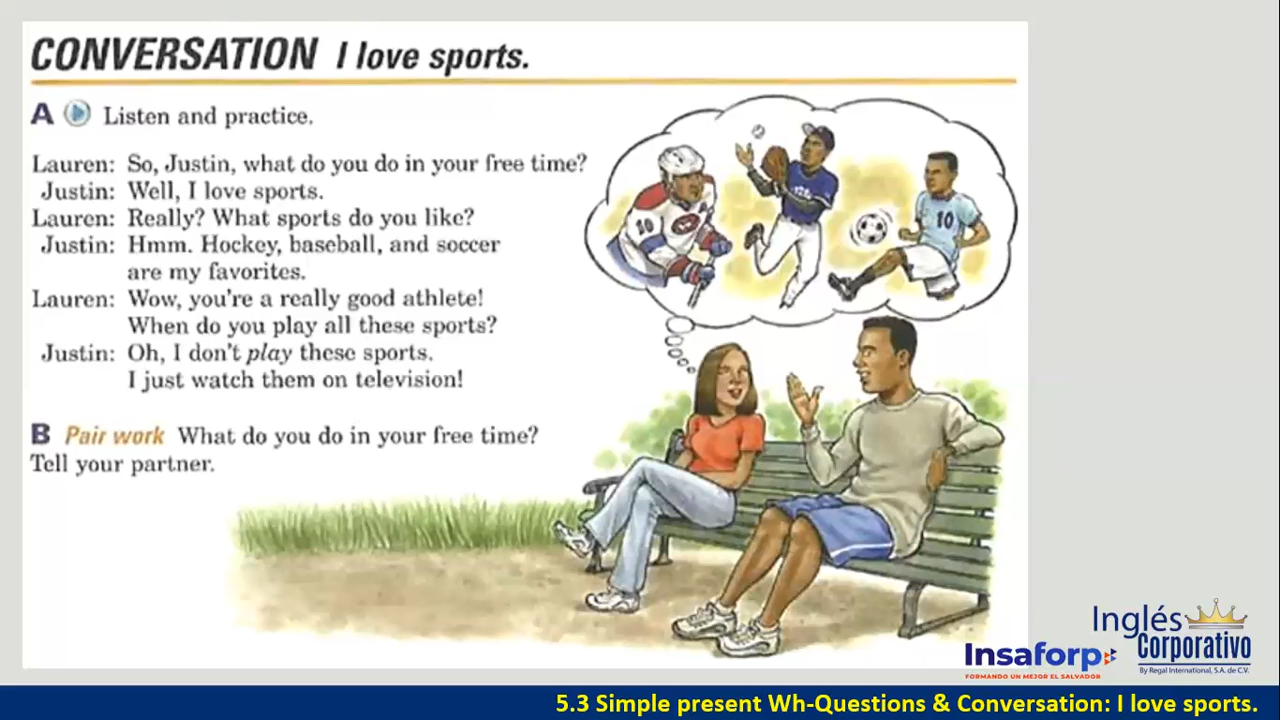 CONVERSATION I love sports.
A Listen and practice.
Lauren: So, Justin, what do you do in your free time?
Justin: Well, I love sports.
Lauren: Really? What sports do you like?
Justin: Hmm. Hockey, baseball, and soccer
are my favorites.
Lauren: Wow, you're a really good athlete!
When do you play all these sports?
Justin: Oh, I don't play these sports.
I just watch them on television!
B Pair work What do you do in your free time?
Tell your partner.
10
10
Inglés
Corporativo
By Regal International, S.A. de C.V.
Insaforp
FORMANDO UN MEJOR EL SALVADOR
5.3 Simple present Wh-Questions & Conversation: I love sports.